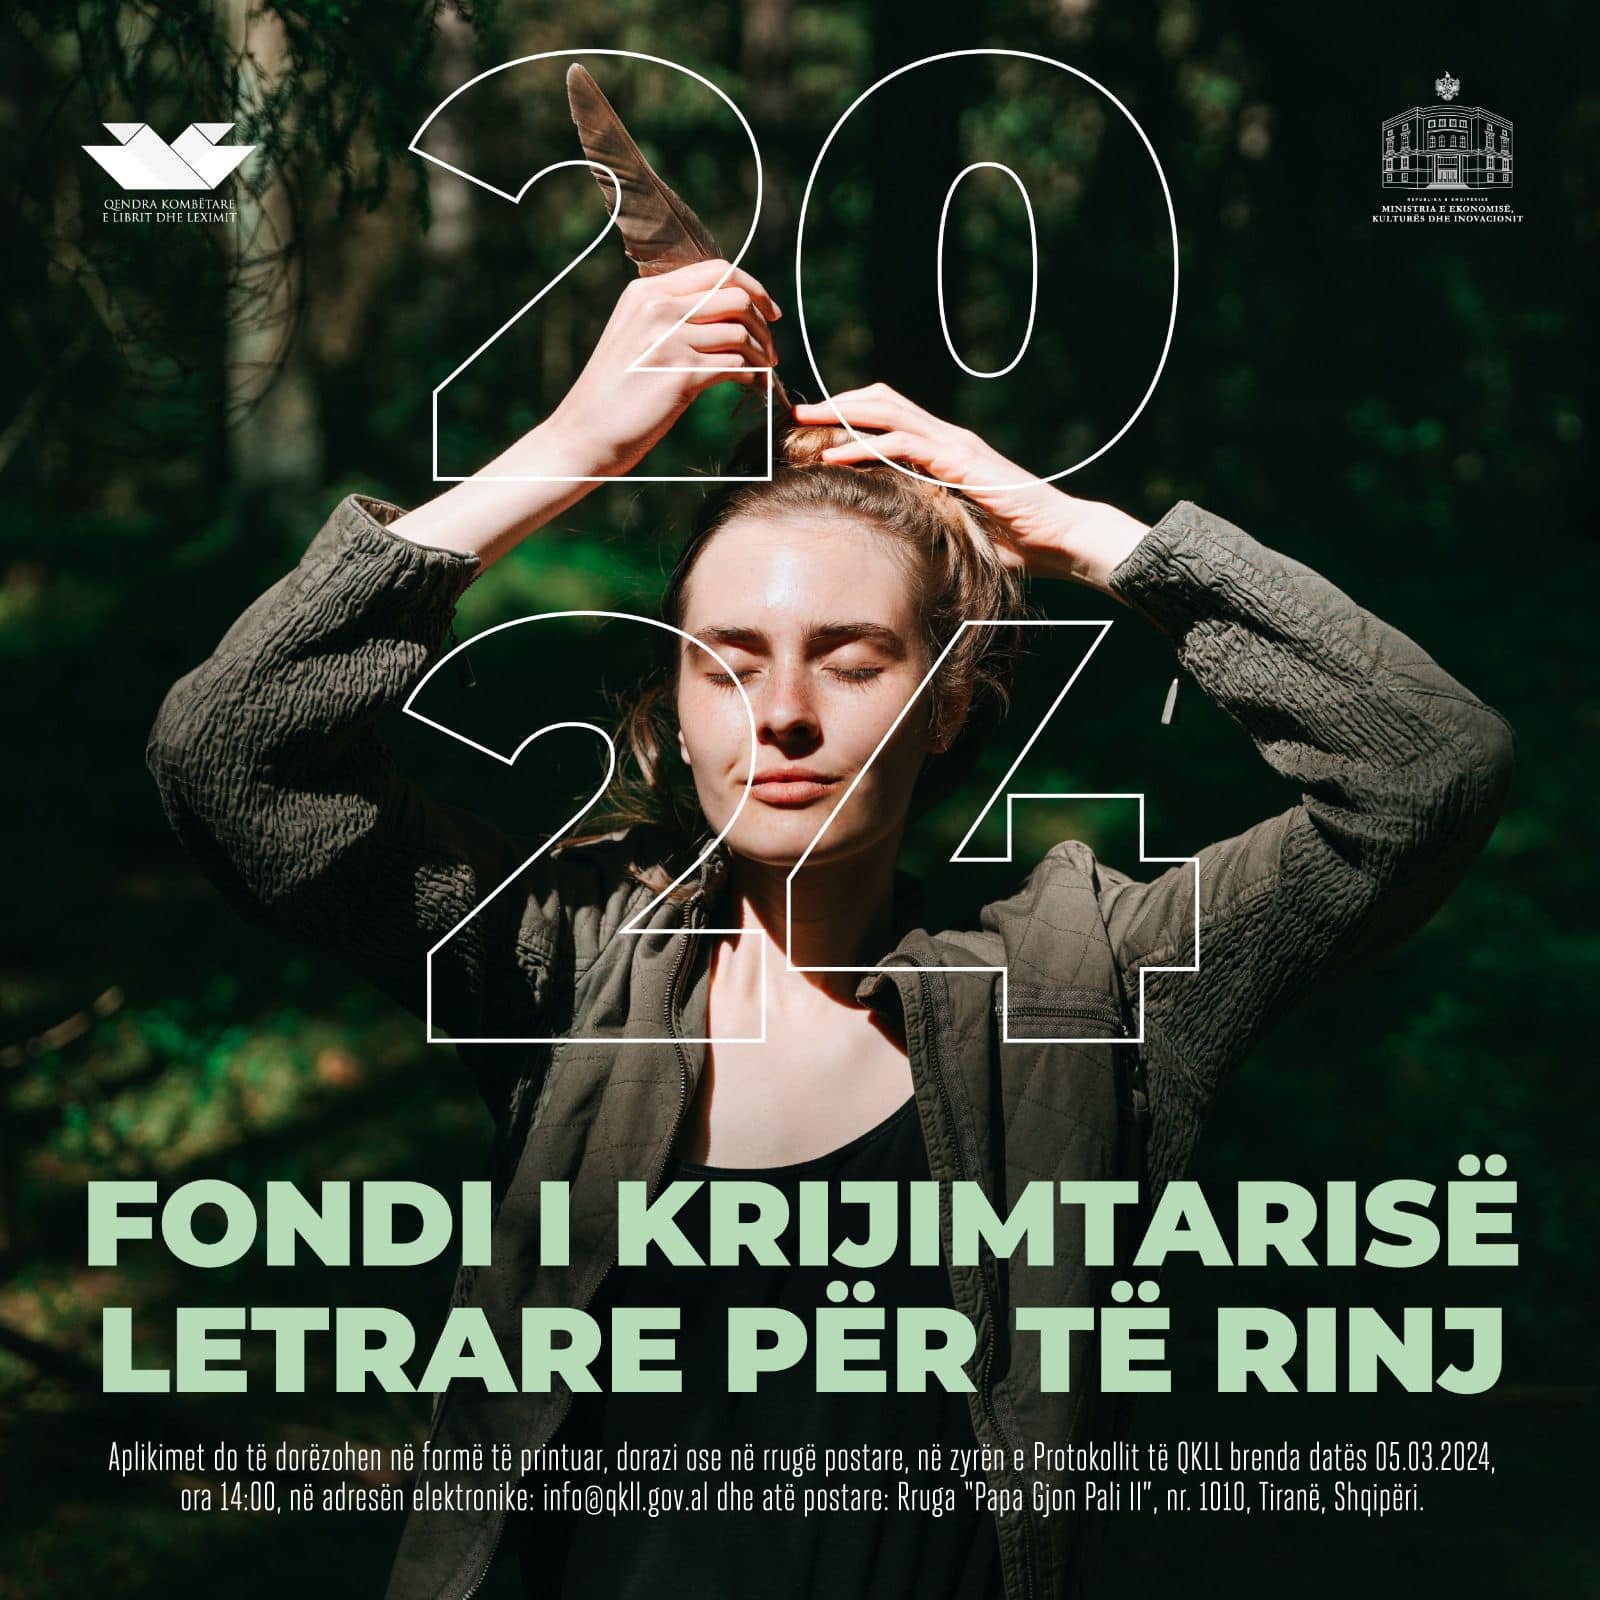 20
QENDRA KOMBËTARE
E LIBRIT DHE LEXIMIT
REPUBLIKA E SHQIPËRISË
MINISTRIA E EKONOMISË,
KULTURËS DHE INOVACIONIT
24
FONDI I KRIJIMTARISË
LETRARE PËR TË RINJ
Aplikimet do të dorëzohen në formë të printuar, dorazi ose në rrugë postare, në zyrën e Protokollit të QKLL brenda datës 05.03.2024,
ora 14:00, në adresën elektronike: info@qkll.gov.al dhe atë postare: Rruga "Papa Gjon Pali II", nr. 1010, Tiranë, Shqipëri.